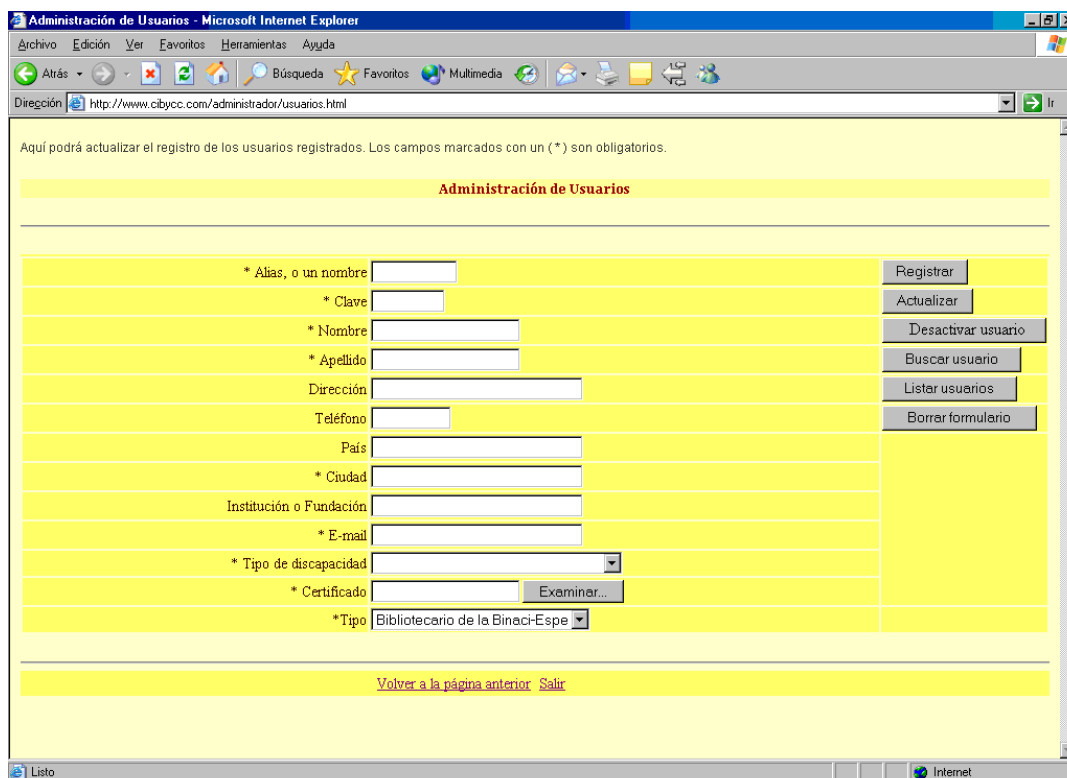 Administración de Usuarios - Microsoft Internet Explorer
Archivo Edición Ver Favoritos Herramientas Ayuda
Atrás Búsqueda Favoritos Multimedia
Dirección http://www.cibycc.com/administrador/usuarios.html Ir
Aquí podrá actualizar el registro de los usuarios registrados. Los campos marcados con un (*) son obligatorios.
Administración de Usuarios
* Alias, o un nombre Registrar
* Clave Actualizar
* Nombre Desactivar usuario
* Apellido Buscar usuario
Dirección Listar usuarios
Teléfono Borrar formulario
País
* Ciudad
Institución o Fundación
* E-mail
* Tipo de discapacidad
* Certificado Examinar...
*Tipo Bibliotecario de la Binaci-Espe
Volver a la página anterior Salir
Listo Internet